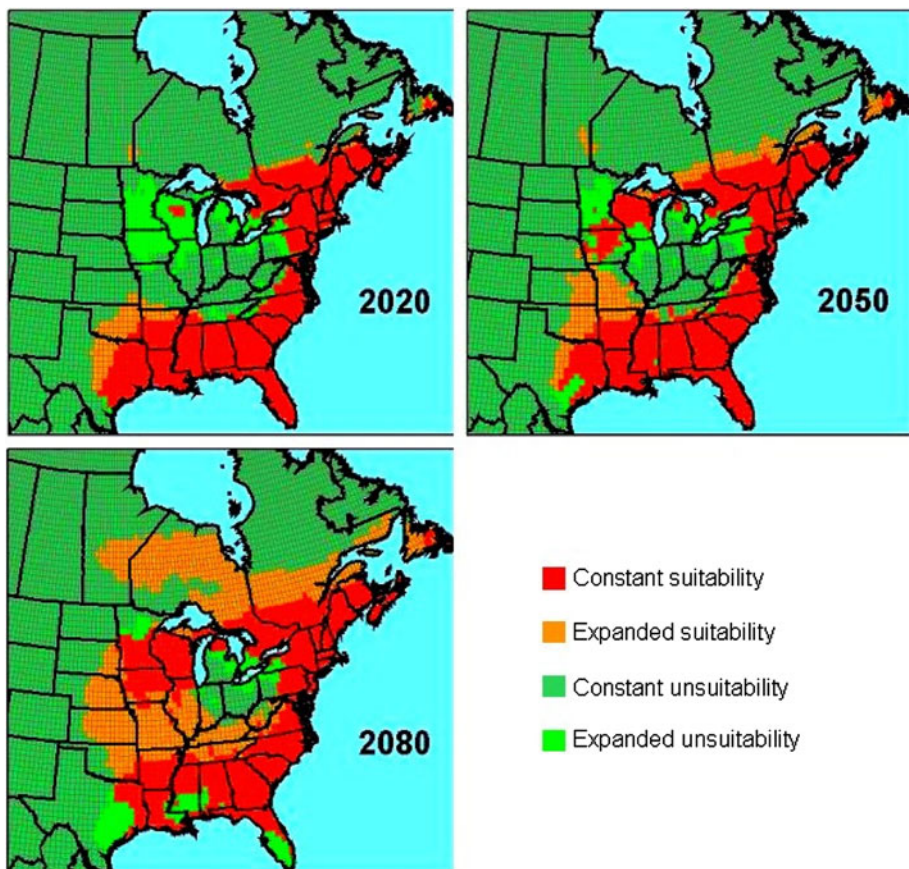 2020
2050
2080
Constant suitability
Expanded suitability
Constant unsuitability
Expanded unsuitability